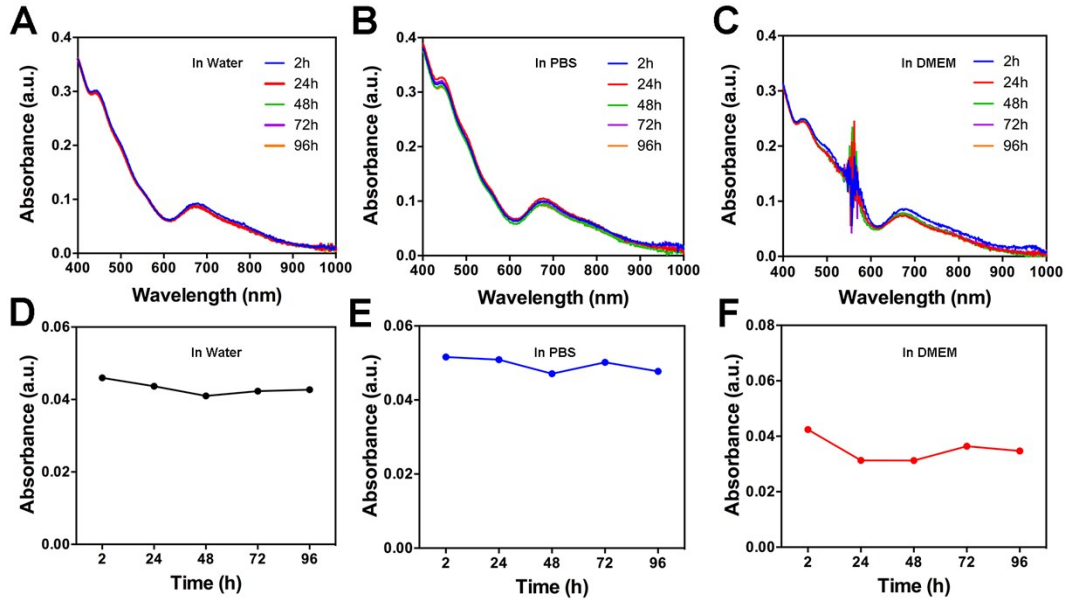 A
Absorbance (a.u.)
0.4
0.3
0.2
0.1
0.0
In Water
2h
24h
48h
72h
96h
400 500 600 700 800 900 1000
Wavelength (nm)
B
Absorbance (a.u.)
0.4
0.3
0.2
0.1
0.0
In PBS
2h
24h
48h
72h
96h
400 500 600 700 800 900 1000
Wavelength (nm)
C
Absorbance (a.u.)
0.4
0.3
0.2
0.1
0.0
In DMEM
2h
24h
48h
72h
96h
400 500 600 700 800 900 1000
Wavelength (nm)
D
Absorbance (a.u.)
0.06
0.04
0.02
0.00
In Water
2 24 48 72 96
Time (h)
E
Absorbance (a.u.)
0.06
0.04
0.02
0.00
In PBS
2 24 48 72 96
Time (h)
F
Absorbance (a.u.)
0.08
0.06
0.04
0.02
0.00
In DMEM
2 24 48 72 96
Time (h)